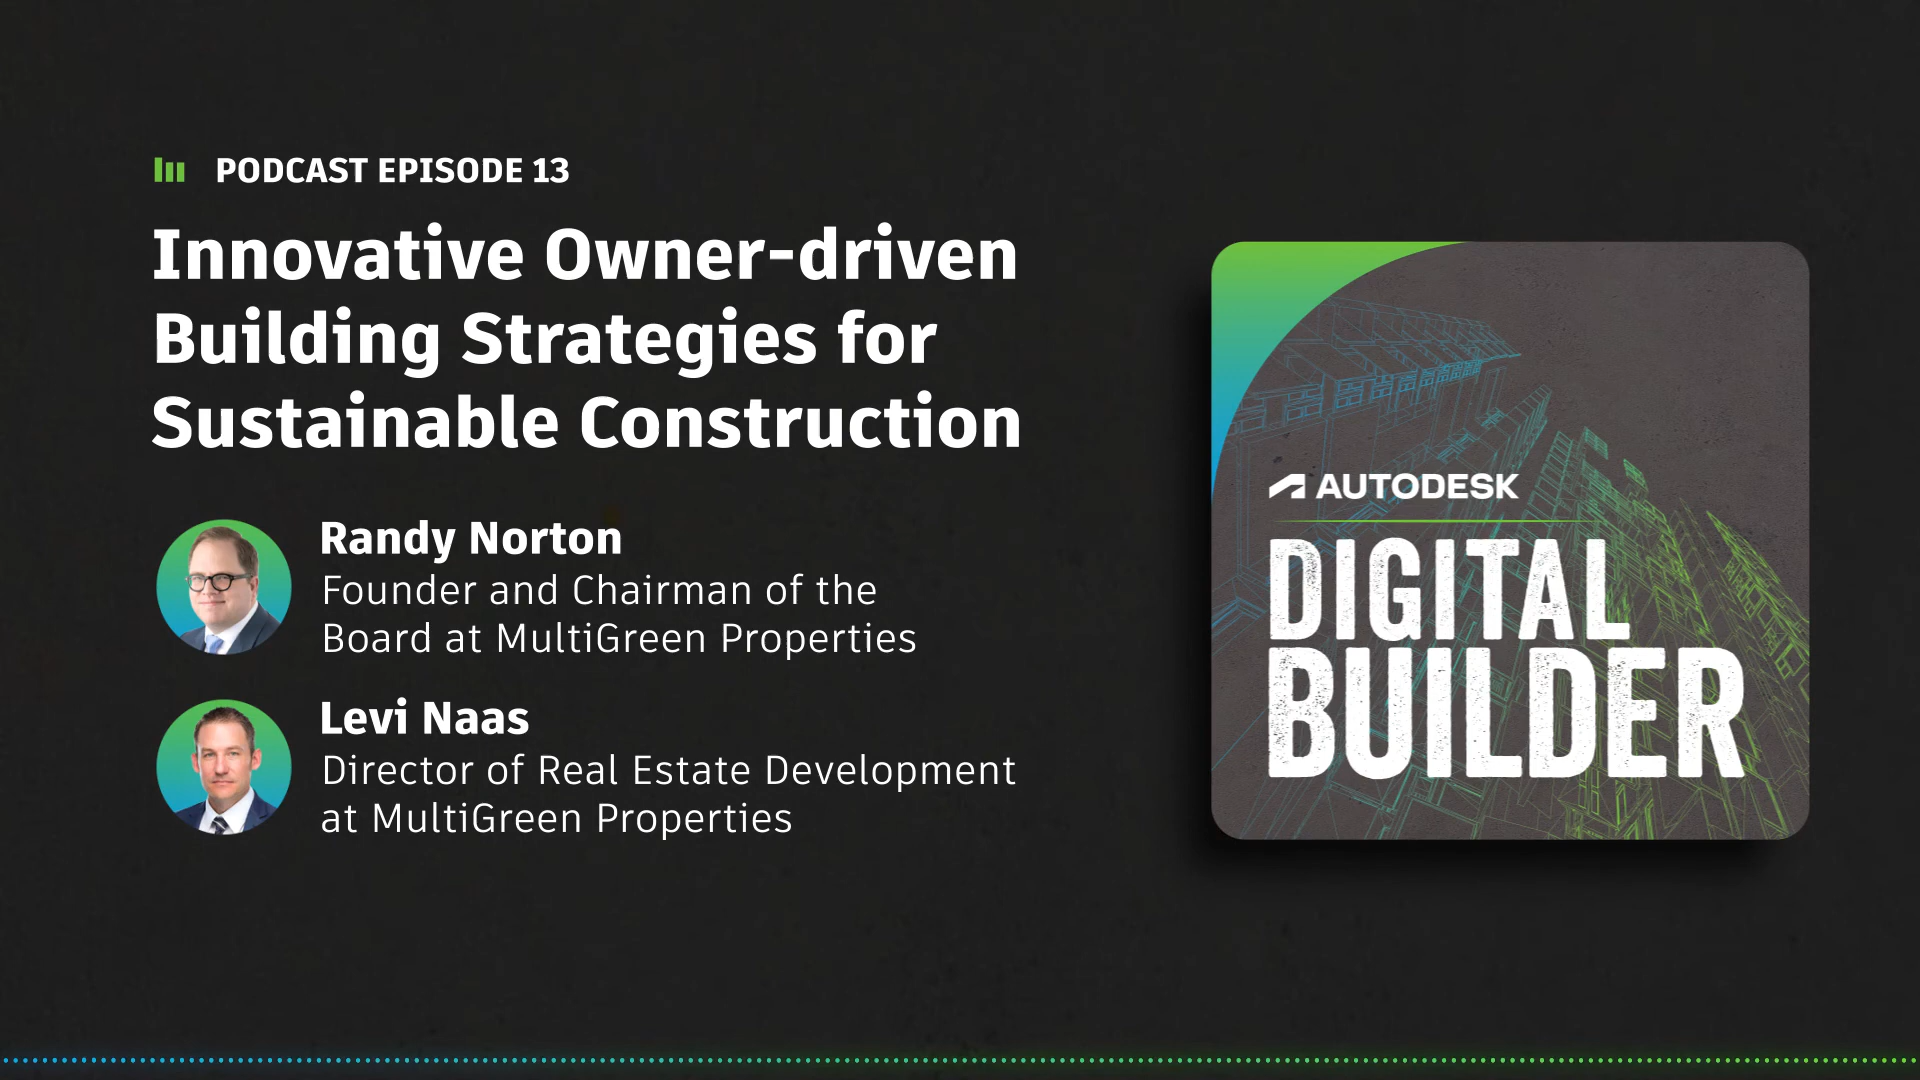 PODCAST EPISODE 13
Innovative Owner-driven
Building Strategies for
Sustainable Construction
Randy Norton
Founder and Chairman of the
Board at MultiGreen Properties
Levi Naas
Director of Real Estate Development
at MultiGreen Properties
AUTODESK
DIGITAL
BUILDER